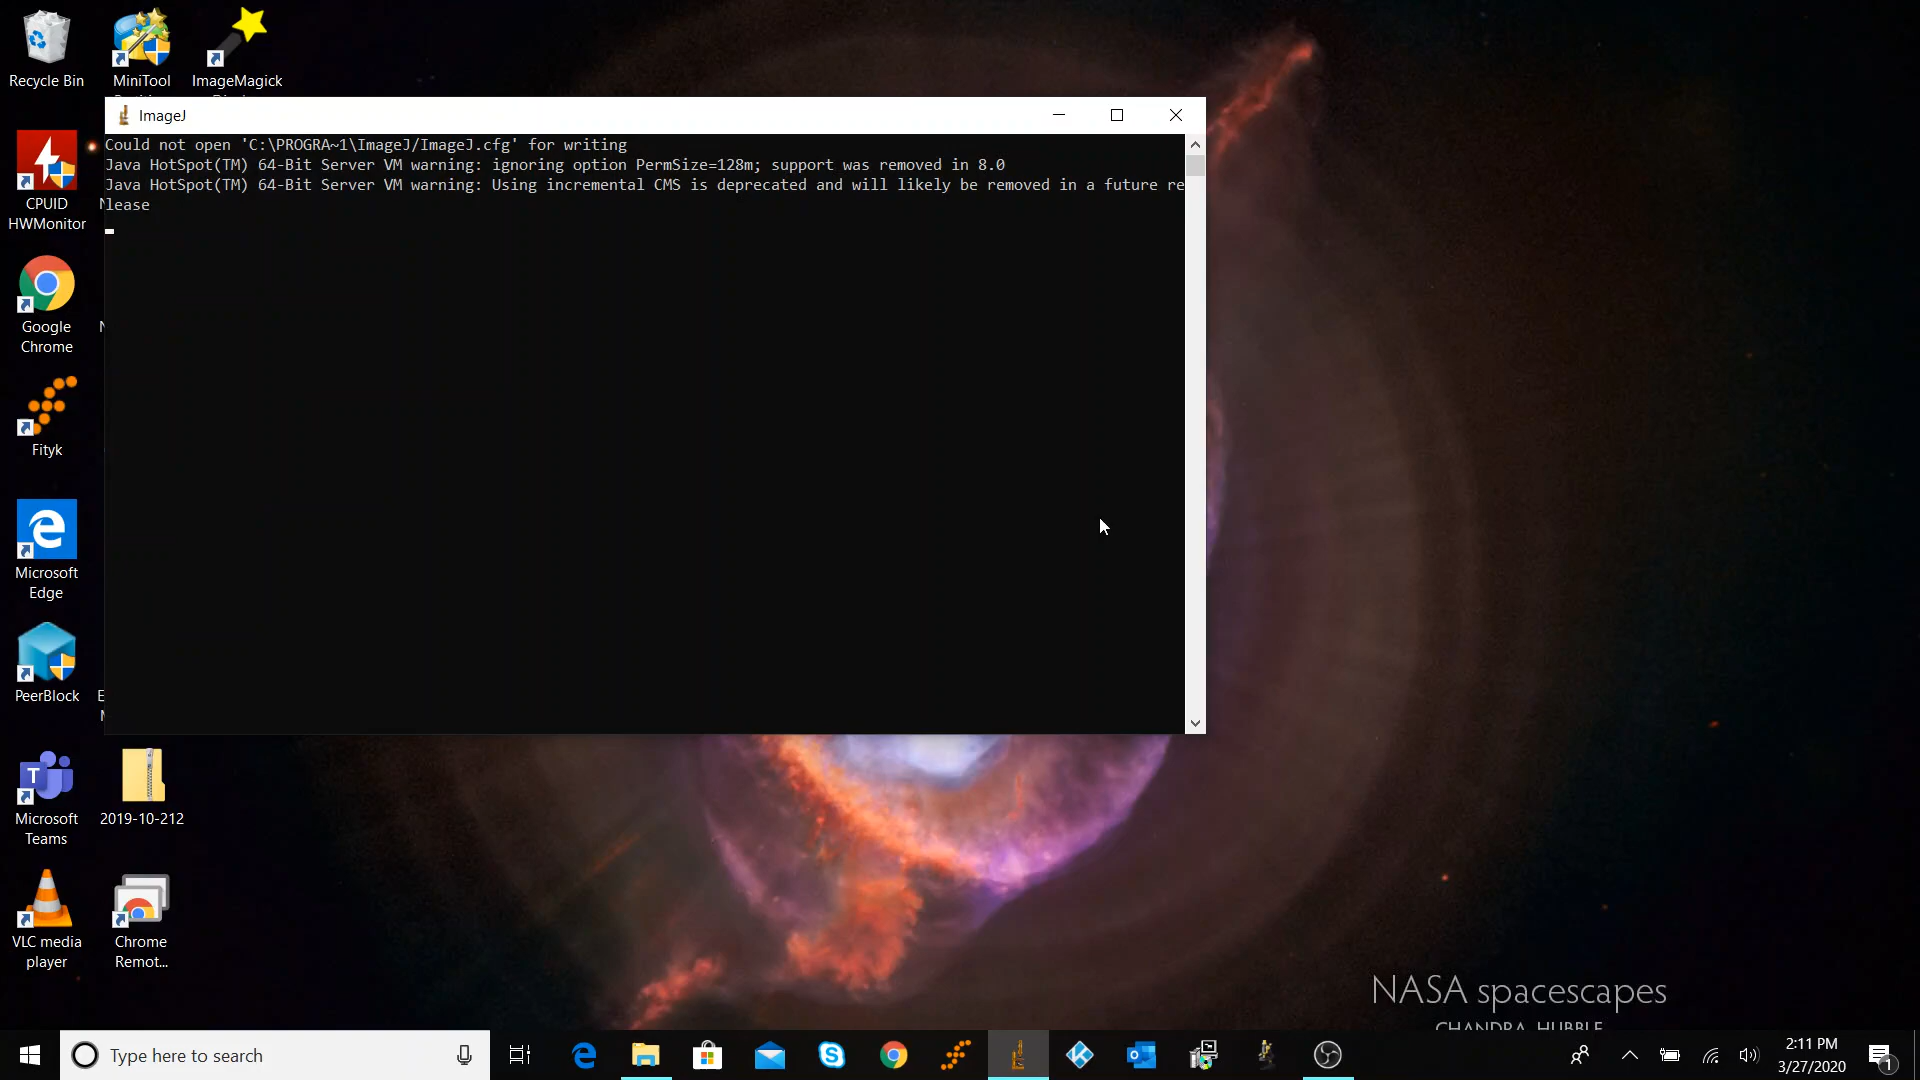 Recycle Bin
MiniTool
ImageMagick
ImageJ
Could not open 'C:\PROGRA~1\ImageJ/ImageJ.cfg' for writing
Java HotSpot(TM) 64-Bit Server VM warning: ignoring option PermSize=128m; support was removed in 8.0
Java HotSpot(TM) 64-Bit Server VM warning: Using incremental CMS is deprecated and will likely be removed in a future re
lease
CPUID
HWMonitor
Google
Chrome
Fityk
Microsoft
Edge
PeerBlock
Microsoft
Teams
2019-10-212
VLC media
player
Chrome
Remot...
NASA spacescapes
CHANDRA, HUBBLE
Type here to search
2:11 PM
3/27/2020
1